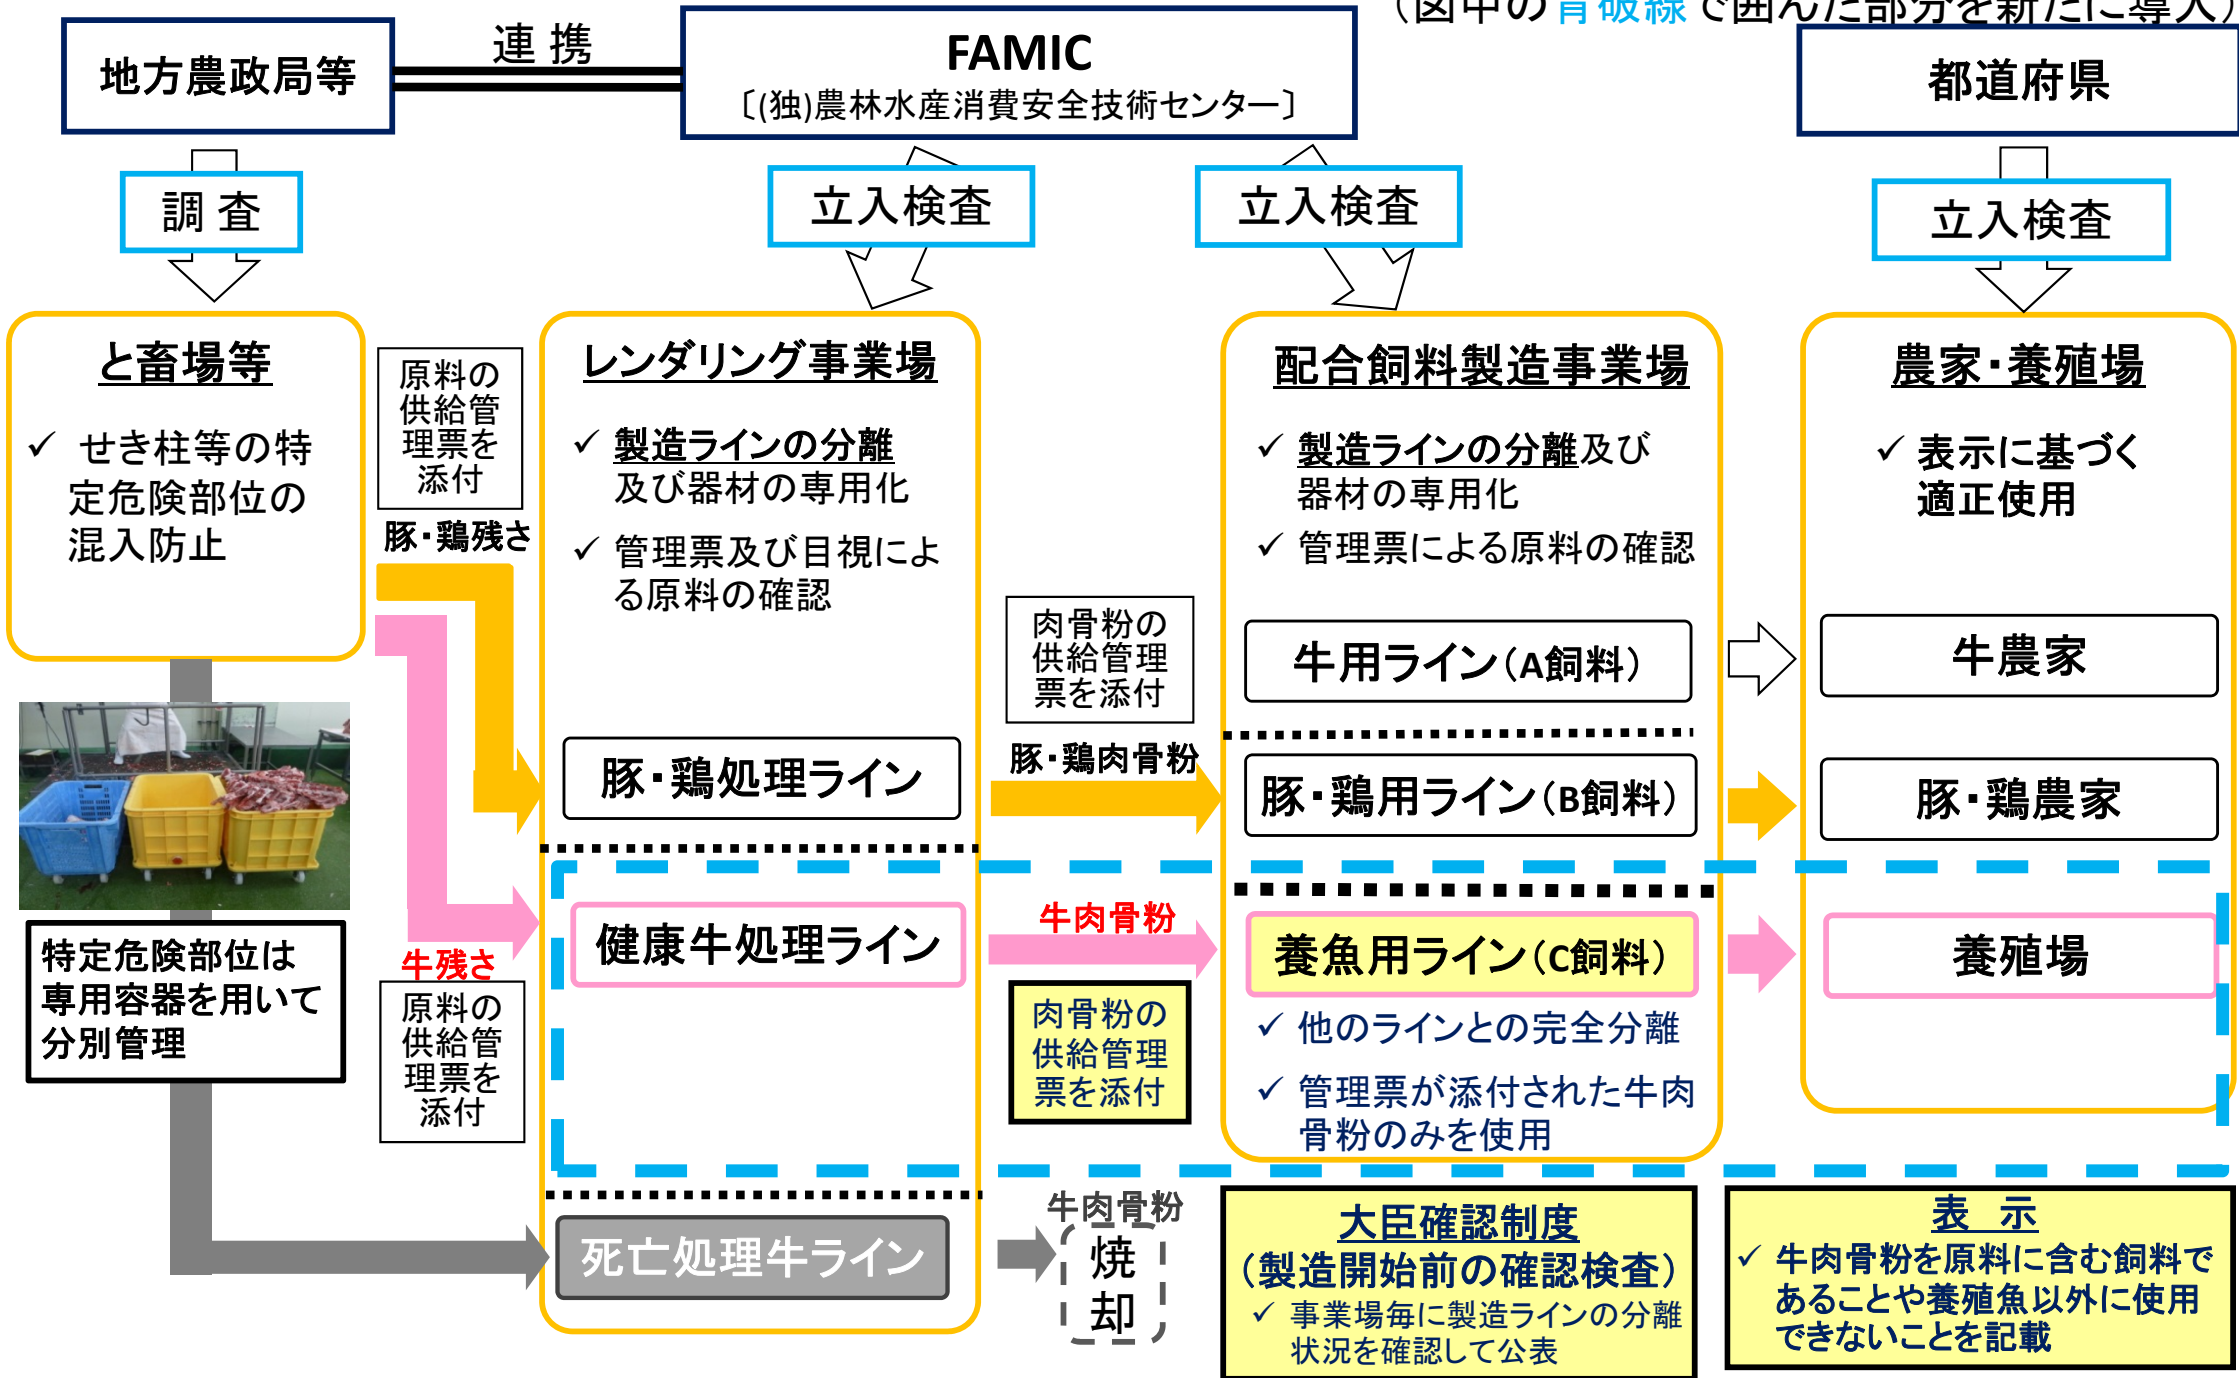 （図中の青破線で囲んだ部分を新たに導入）
地方農政局等
連 携
FAMIC
〔(独)農林水産消費安全技術センター〕
都道府県
調 査
立入検査
立入検査
立入検査
と畜場等
✓ せき柱等の特
定危険部位の
混入防止
原料の
供給管
理票を
添付
豚・鶏残さ
レンダリング事業場
✓ 製造ラインの分離
及び器材の専用化
✓ 管理票及び目視によ
る原料の確認
豚・鶏処理ライン
肉骨粉の
供給管理
票を添付
豚・鶏肉骨粉
配合飼料製造事業場
✓ 製造ラインの分離及び
器材の専用化
✓ 管理票による原料の確認
牛用ライン（A飼料）
豚・鶏用ライン（B飼料）
農家・養殖場
✓ 表示に基づく
適正使用
牛農家
豚・鶏農家
特定危険部位は
専用容器を用いて
分別管理
牛残さ
原料の
供給管
理票を
添付
健康牛処理ライン
牛肉骨粉
肉骨粉の
供給管理
票を添付
養魚用ライン（C飼料）
✓ 他のラインとの完全分離
✓ 管理票が添付された牛肉
骨粉のみを使用
養殖場
死亡処理牛ライン
牛肉骨粉
焼
却
大臣確認制度
（製造開始前の確認検査）
✓ 事業場毎に製造ラインの分離
状況を確認して公表
表 示
✓ 牛肉骨粉を原料に含む飼料で
あることや養殖魚以外に使用
できないことを記載